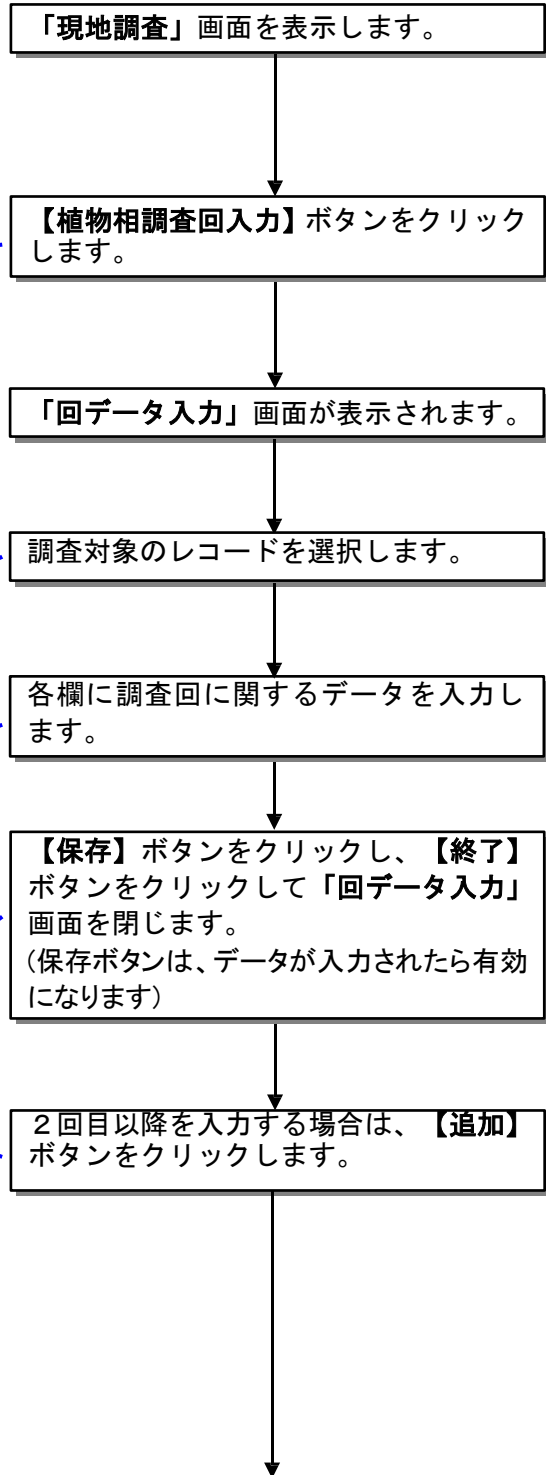 「現地調査」画面を表示します。
【植物相調査回入力】ボタンをクリック
します。
「回データ入力」画面が表示されます。
調査対象のレコードを選択します。
各欄に調査回に関するデータを入力し
ます。
【保存】ボタンをクリックし、【終了】
ボタンをクリックして「回データ入力」
画面を閉じます。
(保存ボタンは、データが入力されたら有効
になります)
２回目以降を入力する場合は、【追加】
ボタンをクリックします。